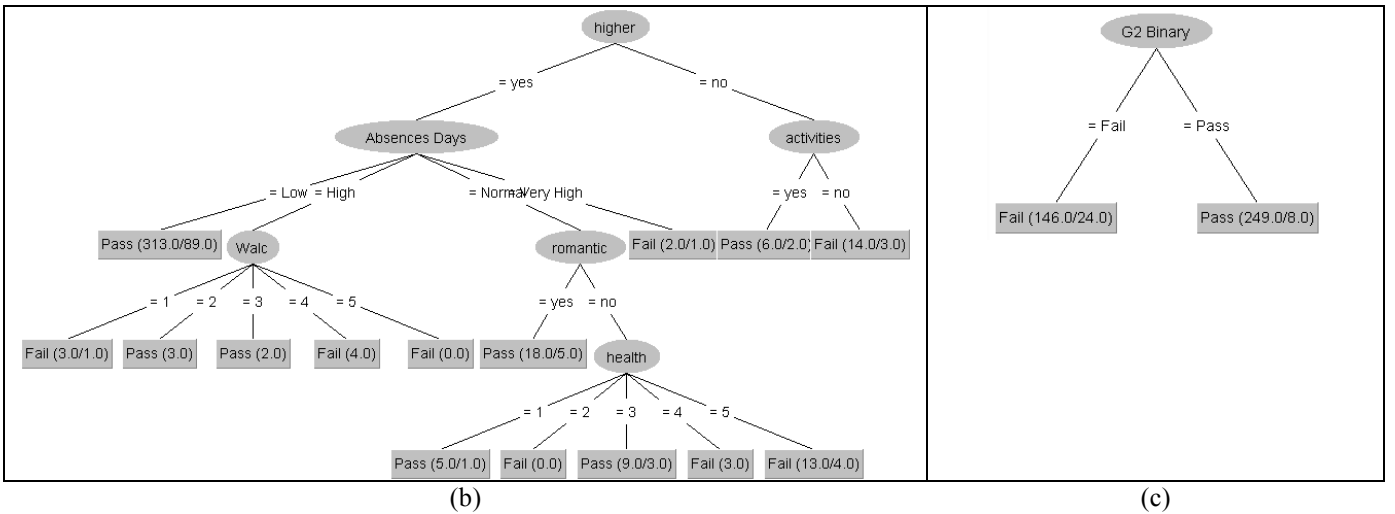 higher
G2 Binary
= yes
= no
Absences Days
activities
= Fail
= Pass
= Low
= High
= Normal
= Very High
= yes
= no
Pass (313.0/89.0)
Walc
romantic
Fail (2.0/1.0)
Pass (6.0/2.0)
Fail (14.0/3.0)
Fail (146.0/24.0)
Pass (249.0/8.0)
= 1
= 2
= 3
= 4
= 5
= yes
= no
Fail (3.0/1.0)
Pass (3.0)
Pass (2.0)
Fail (4.0)
Fail (0.0)
Pass (18.0/5.0)
health
= 1
= 2
= 3
= 4
= 5
Pass (5.0/1.0)
Fail (0.0)
Pass (9.0/3.0)
Fail (3.0)
Fail (13.0/4.0)
(b)
(c)